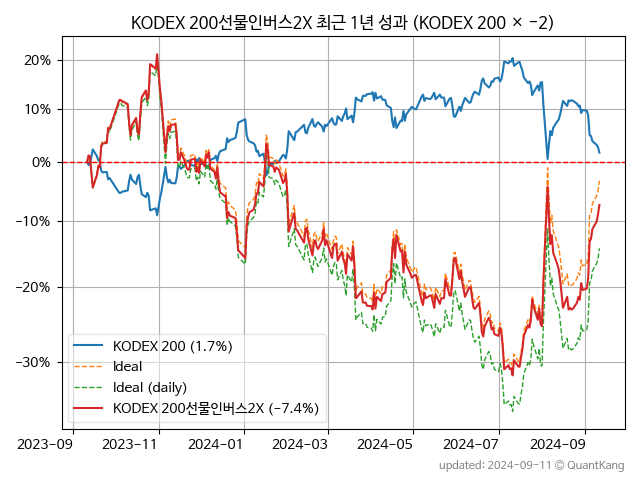 KODEX 200선물인버스2X 최근 1년 성과 (KODEX 200 × −2)
20%
10%
0%
−10%
−20%
−30%
KODEX 200 (1.7%)
Ideal
Ideal (daily)
KODEX 200선물인버스2X (−7.4%)
2023-09 2023-11 2024-01 2024-03 2024-05 2024-07 2024-09
updated: 2024-09-11 © QuantKang